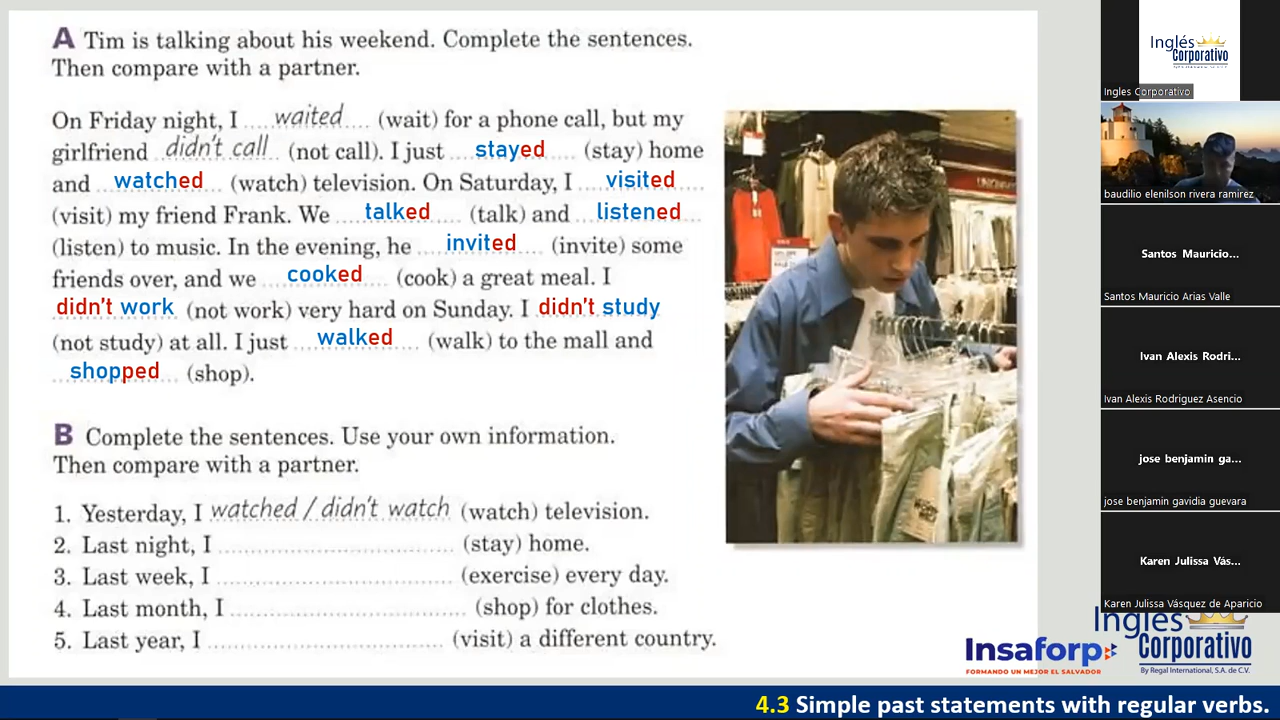 A Tim is talking about his weekend. Complete the sentences.
Then compare with a partner.
On Friday night, I waited (wait) for a phone call, but my
girlfriend didn't call (not call). I just stayed (stay) home
and watched (watch) television. On Saturday, I visited
(visit) my friend Frank. We talked (talk) and listened
(listen) to music. In the evening, he invited (invite) some
friends over, and we cooked (cook) a great meal. I
didn't work (not work) very hard on Sunday. I didn't study
(not study) at all. I just walked (walk) to the mall and
shopped (shop).
B Complete the sentences. Use your own information.
Then compare with a partner.
1. Yesterday, I watched / didn't watch (watch) television.
2. Last night, I (stay) home.
3. Last week, I (exercise) every day.
4. Last month, I (shop) for clothes.
5. Last year, I (visit) a different country.
Inglés
Corporativo
Ingles Corporativo
baudilio elenilson rivera ramirez
Santos Mauricio...
Santos Mauricio Arias Valle
Ivan Alexis Rodri...
Ivan Alexis Rodriguez Asencio
jose benjamin ga...
jose benjamin gavidia guevara
Karen Julissa Vás...
Karen Julissa Vásquez de Aparicio
Insaforp
FORMANDO UN MEJOR EL SALVADOR
Inglés
Corporativo
By Regal International, S.A. de C.V.
4.3 Simple past statements with regular verbs.